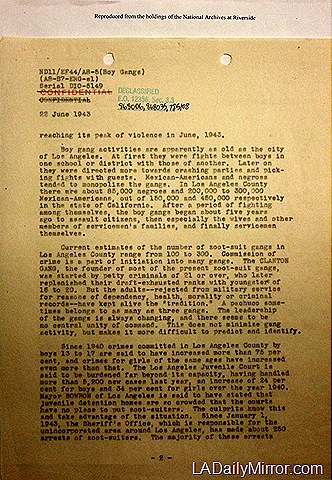 Reproduced from the holdings of the National Archives at Riverside
ND11/EF44/A8-5(Boy Gangs)
(A8-57-ERG-sl)
Serial DIO-5149
CONFIDENTIAL
CONFIDENTIAL
DECLASSIFIED
E.O. 12356, Sec. 3.3
22 June 1943
reaching its peak of violence in June, 1943.
Boy gang activities are apparently as old as the city
of Los Angeles. At first they were fights between boys in
one school or district with those of another. Later on
they were directed more towards crashing parties and pick-
ing fights with guests. Mexican-Americans and negroes
tended to monopolize the gangs. In Los Angeles County
there are about 85,000 negroes and 200,000 to 300,000
Mexican-Americans, out of 150,000 and 450,000 respectively
in the state of California. After a period of fighting
among themselves, the boy gangs began about five years
ago to assault citizens, then especially the wives and other
members of servicemen's families, and finally servicemen
themselves.
Current estimates of the number of zoot-suit gangs in
Los Angeles County range from 100 to 300. Commission of
crime is a part of initiation into many gangs. The CLANTON
GANG, the founder of most of the present zoot-suit gangs,
was started by petty criminals of 21 or over, who later
replenished their draft-exhausted ranks with youngster of
16 to 20. But the adults--rejected from military service
for reasons of dependency, health, morality or criminal
records--have kept alive the "tradition." A pachuco some-
times belongs to as many as three gangs. The leadership
of the gangs is always changing, and there seems to be
no central unity of command. This does not minimize gang
activity, but makes it more difficult to predict and identify.
Since 1940 crimes committed in Los Angeles County by
boys 13 to 17 are said to have increased more than 75 per
cent, and crimes for girls of the same ages have increased
even more than that. The Los Angeles Juvenile Court is
said to be burdened far beyond its capacity, having handled
more than 5,200 new cases last year, an increase of 24 per
cent for boys and 34 per cent for girls over the year 1940.
Mayor BOWRON of Los Angeles is said to have stated that
juvenile detention homes are so crowded that the courts
have no place to put zoot-suiters. The culprits know this
and take advantage of the situation. Since January 1,
1943, the Sheriff's Office, which is responsible for the
unincorporated area around Los Angeles, has made about 250
arrests of zoot-suiters. The majority of these arrests
- 2 -
LADailyMirror.com